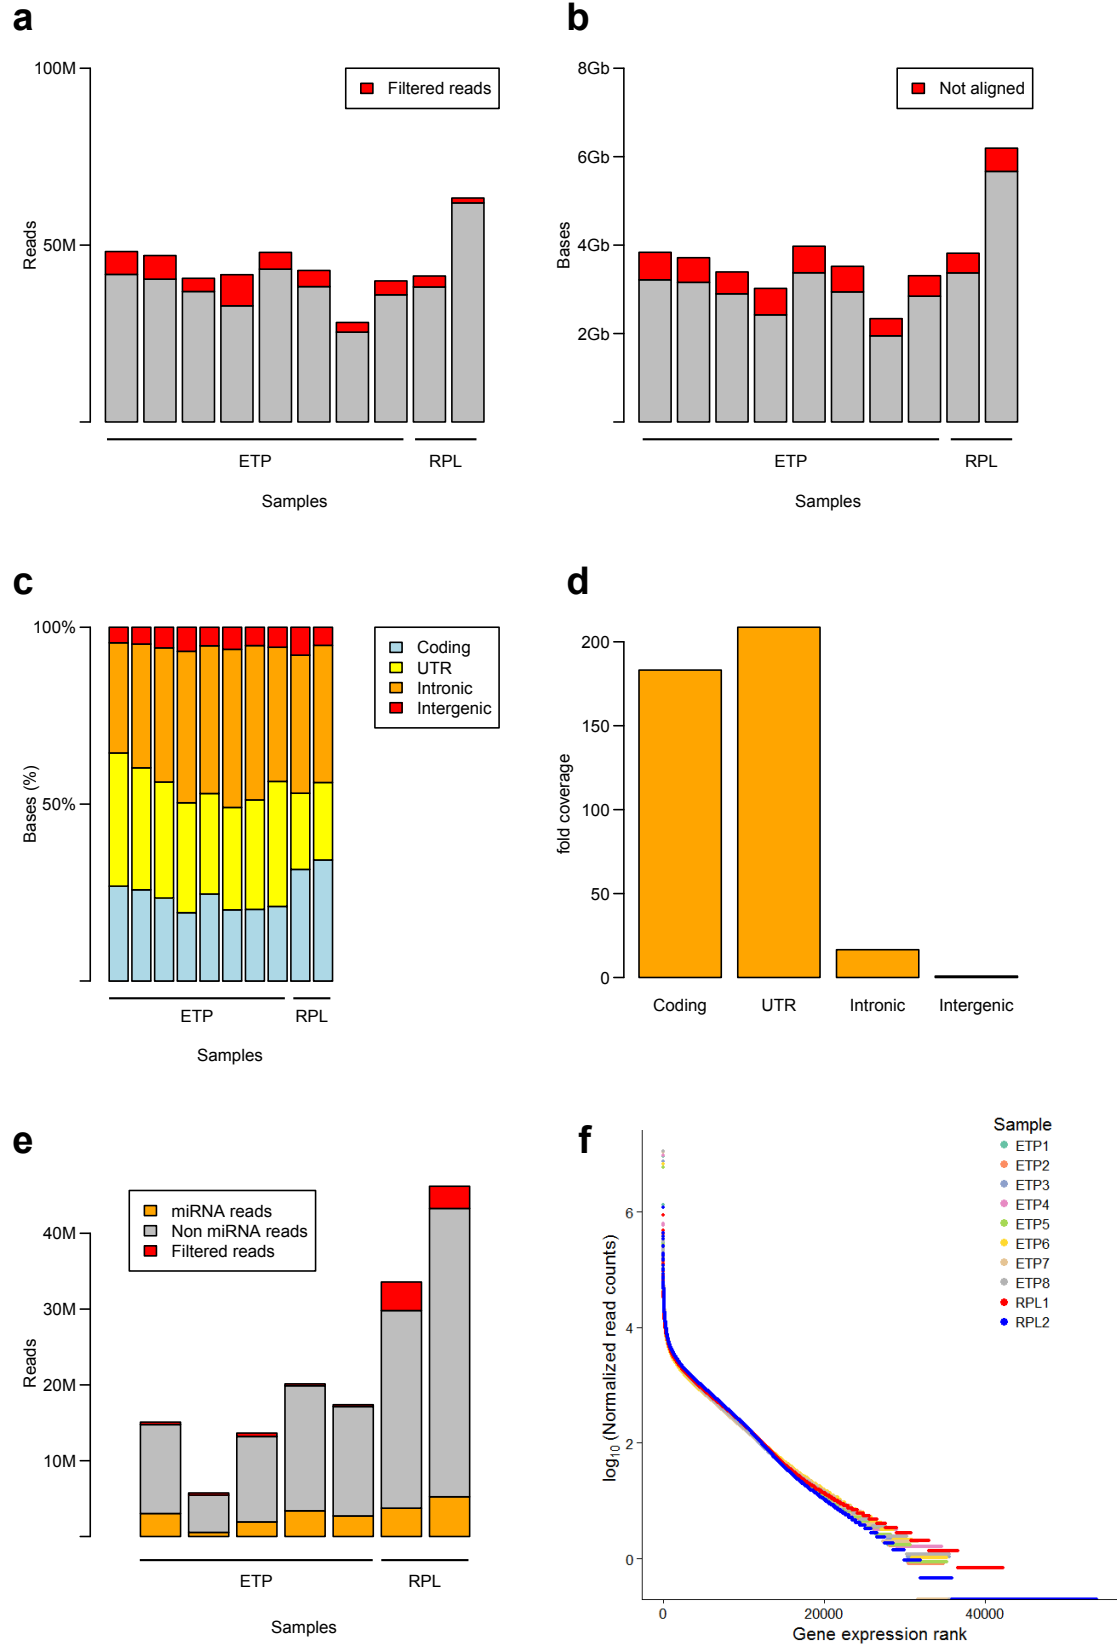 a
100M
50M
Reads
Filtered reads
ETP
RPL
Samples
b
8Gb
6Gb
4Gb
2Gb
Bases
Not aligned
ETP
RPL
Samples
c
100%
50%
Bases (%)
Coding
UTR
Intronic
Intergenic
ETP
RPL
Samples
d
200
150
100
50
0
fold coverage
Coding
UTR
Intronic
Intergenic
e
40M
30M
20M
10M
Reads
miRNA reads
Non miRNA reads
Filtered reads
ETP
RPL
Samples
f
6
4
2
0
log10 (Normalized read counts)
Sample
ETP1
ETP2
ETP3
ETP4
ETP5
ETP6
ETP7
ETP8
RPL1
RPL2
0
20000
40000
Gene expression rank